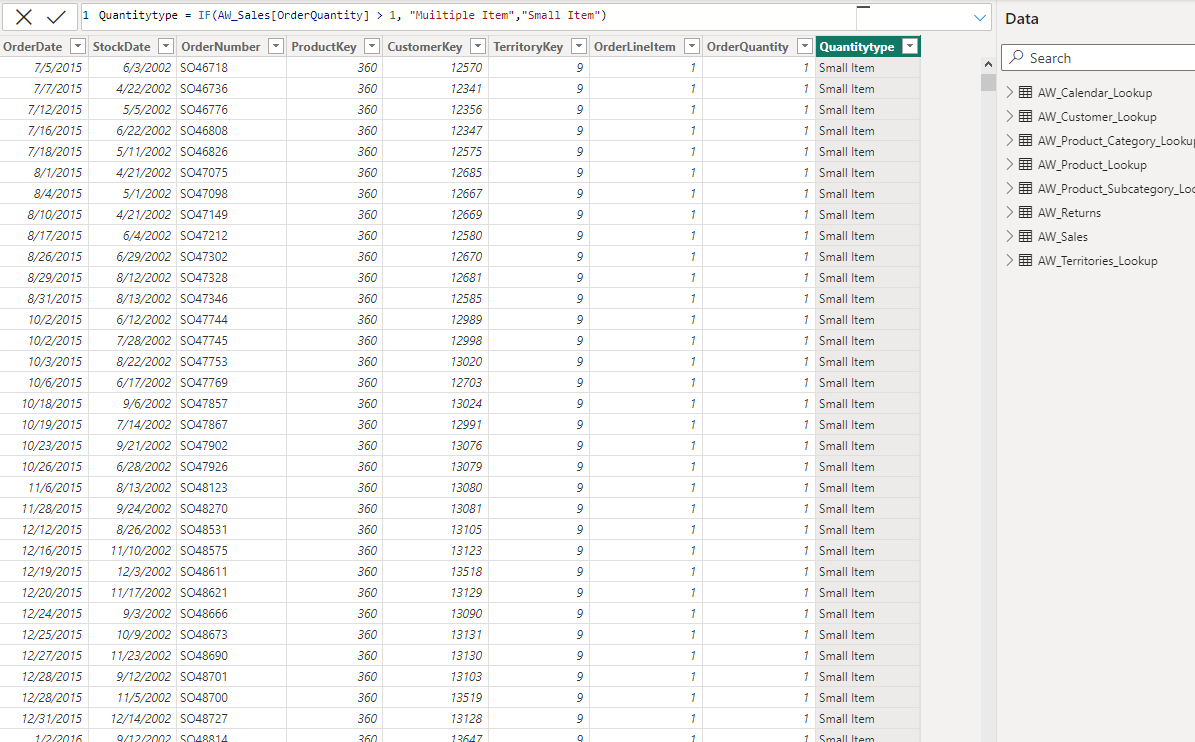 1 Quantitytype = IF(AW_Sales[OrderQuantity] > 1, "Muiltiple Item","Small Item")
Data
Search
AW_Calendar_Lookup
AW_Customer_Lookup
AW_Product_Category_Lookup
AW_Product_Lookup
AW_Product_Subcategory_Loo
AW_Returns
AW_Sales
AW_Territories_Lookup
OrderDate StockDate OrderNumber ProductKey CustomerKey TerritoryKey OrderLineItem OrderQuantity Quantitytype
7/5/2015 6/3/2002 SO46718 360 12570 9 1 1 Small Item
7/7/2015 4/22/2002 SO46736 360 12341 9 1 1 Small Item
7/12/2015 5/5/2002 SO46776 360 12356 9 1 1 Small Item
7/16/2015 6/22/2002 SO46808 360 12347 9 1 1 Small Item
7/18/2015 5/11/2002 SO46826 360 12575 9 1 1 Small Item
8/1/2015 4/21/2002 SO47075 360 12685 9 1 1 Small Item
8/4/2015 5/1/2002 SO47098 360 12667 9 1 1 Small Item
8/10/2015 4/21/2002 SO47149 360 12669 9 1 1 Small Item
8/17/2015 6/4/2002 SO47212 360 12580 9 1 1 Small Item
8/26/2015 6/29/2002 SO47302 360 12670 9 1 1 Small Item
8/29/2015 8/12/2002 SO47328 360 12681 9 1 1 Small Item
8/31/2015 8/13/2002 SO47346 360 12585 9 1 1 Small Item
10/2/2015 6/12/2002 SO47744 360 12989 9 1 1 Small Item
10/2/2015 7/28/2002 SO47745 360 12998 9 1 1 Small Item
10/3/2015 8/22/2002 SO47753 360 13020 9 1 1 Small Item
10/6/2015 6/17/2002 SO47769 360 12703 9 1 1 Small Item
10/18/2015 9/6/2002 SO47857 360 13024 9 1 1 Small Item
10/19/2015 7/14/2002 SO47867 360 12991 9 1 1 Small Item
10/23/2015 9/21/2002 SO47902 360 13076 9 1 1 Small Item
10/26/2015 6/28/2002 SO47926 360 13079 9 1 1 Small Item
11/6/2015 8/13/2002 SO48123 360 13080 9 1 1 Small Item
11/28/2015 9/24/2002 SO48270 360 13081 9 1 1 Small Item
12/12/2015 8/26/2002 SO48531 360 13105 9 1 1 Small Item
12/16/2015 11/10/2002 SO48575 360 13123 9 1 1 Small Item
12/19/2015 12/3/2002 SO48611 360 13518 9 1 1 Small Item
12/20/2015 11/17/2002 SO48621 360 13129 9 1 1 Small Item
12/24/2015 9/3/2002 SO48666 360 13090 9 1 1 Small Item
12/25/2015 10/9/2002 SO48673 360 13131 9 1 1 Small Item
12/27/2015 11/23/2002 SO48690 360 13130 9 1 1 Small Item
12/28/2015 9/12/2002 SO48701 360 13103 9 1 1 Small Item
12/28/2015 11/5/2002 SO48700 360 13519 9 1 1 Small Item
12/31/2015 12/14/2002 SO48727 360 13128 9 1 1 Small Item
1/2/2016 9/12/2002 SO48814 360 13647 9 1 1 Small Item